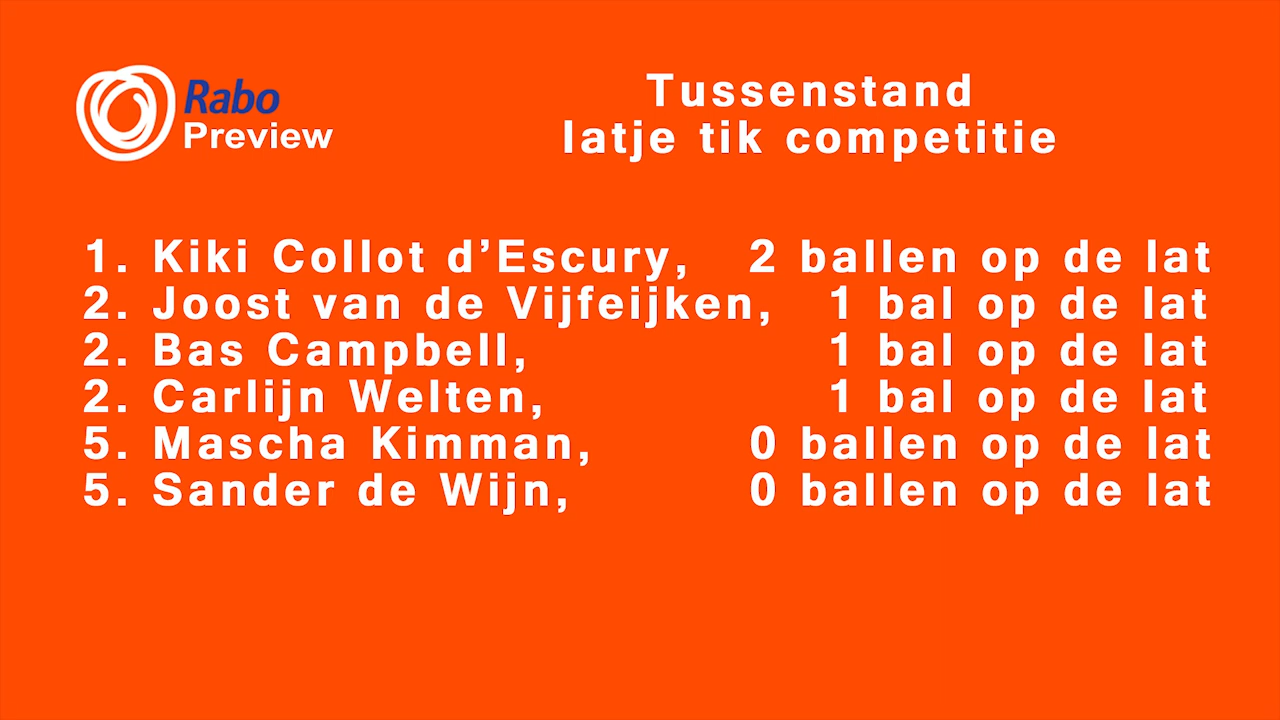 Rabo
Preview
Tussenstand
latje tik competitie
1. Kiki Collot d’Escury, 2 ballen op de lat
2. Joost van de Vijfeijken, 1 bal op de lat
2. Bas Campbell, 1 bal op de lat
2. Carlijn Welten, 1 bal op de lat
5. Mascha Kimman, 0 ballen op de lat
5. Sander de Wijn, 0 ballen op de lat